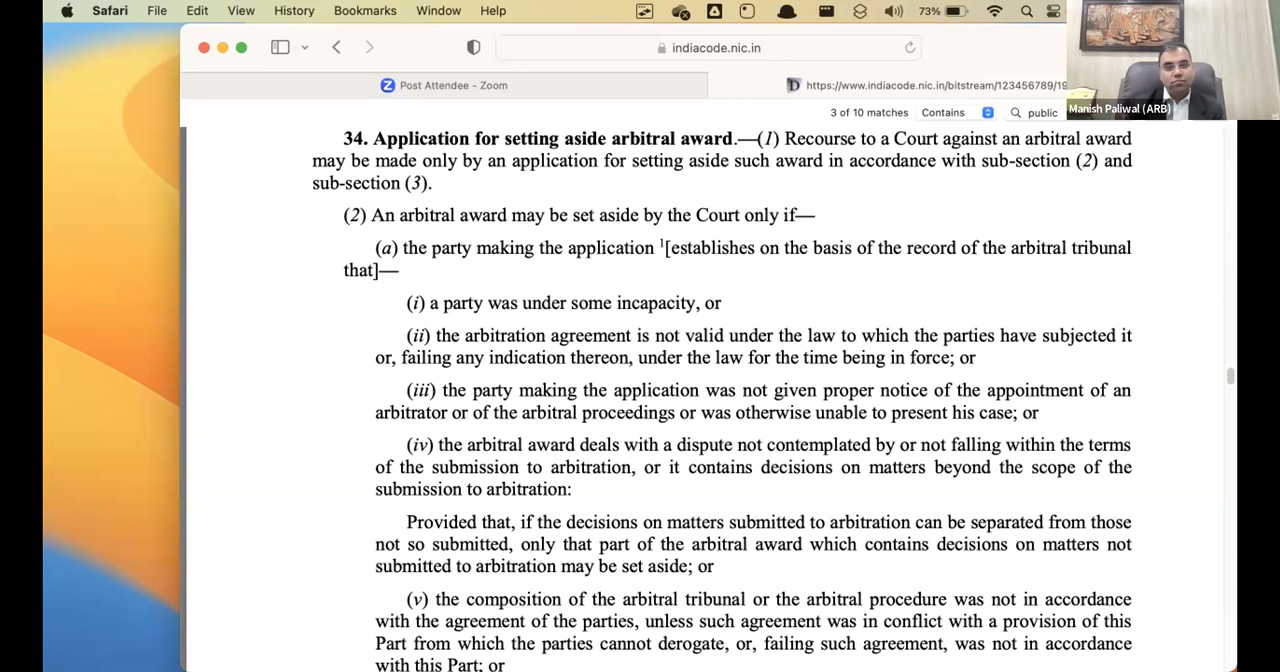 Safari File Edit View History Bookmarks Window Help 73%
indiacode.nic.in
Post Attendee - Zoom https://www.indiacode.nic.in/bitstream/123456789/19
3 of 10 matches Contains public
Manish Paliwal (ARB)
34. Application for setting aside arbitral award.—(1) Recourse to a Court against an arbitral award
may be made only by an application for setting aside such award in accordance with sub-section (2) and
sub-section (3).
(2) An arbitral award may be set aside by the Court only if—
(a) the party making the application ¹[establishes on the basis of the record of the arbitral tribunal
that]—
(i) a party was under some incapacity, or
(ii) the arbitration agreement is not valid under the law to which the parties have subjected it
or, failing any indication thereon, under the law for the time being in force; or
(iii) the party making the application was not given proper notice of the appointment of an
arbitrator or of the arbitral proceedings or was otherwise unable to present his case; or
(iv) the arbitral award deals with a dispute not contemplated by or not falling within the terms
of the submission to arbitration, or it contains decisions on matters beyond the scope of the
submission to arbitration:
Provided that, if the decisions on matters submitted to arbitration can be separated from those
not so submitted, only that part of the arbitral award which contains decisions on matters not
submitted to arbitration may be set aside; or
(v) the composition of the arbitral tribunal or the arbitral procedure was not in accordance
with the agreement of the parties, unless such agreement was in conflict with a provision of this
Part from which the parties cannot derogate, or, failing such agreement, was not in accordance
with this Part; or